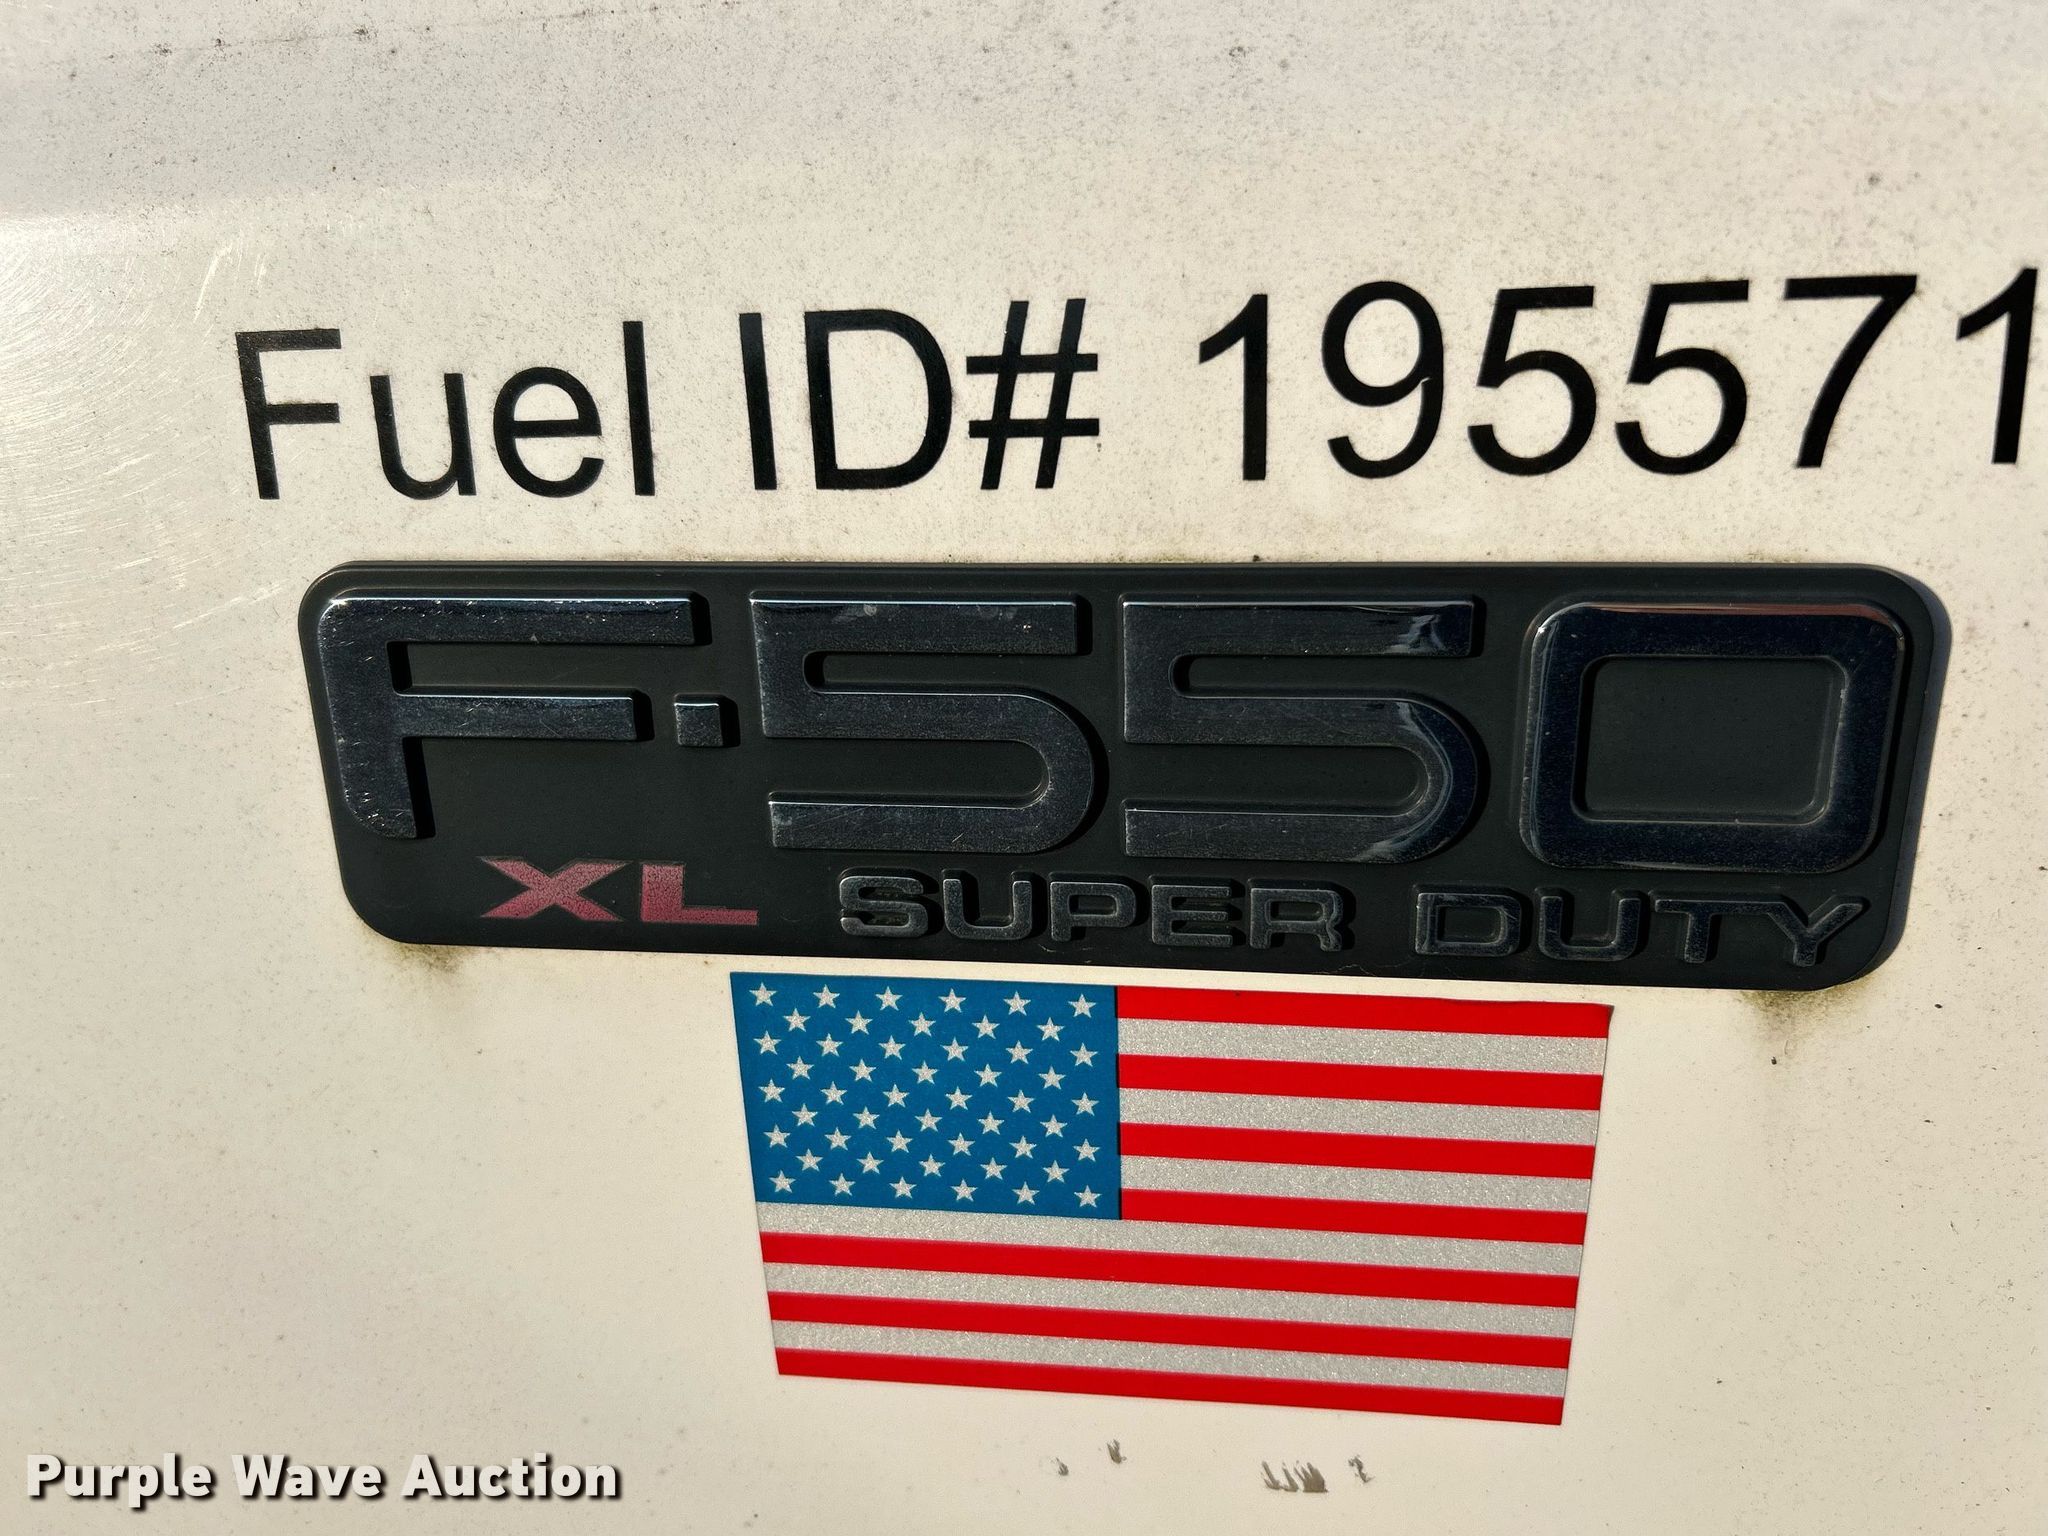 Fuel ID# 195571
F-550
XL SUPER DUTY
Purple Wave Auction